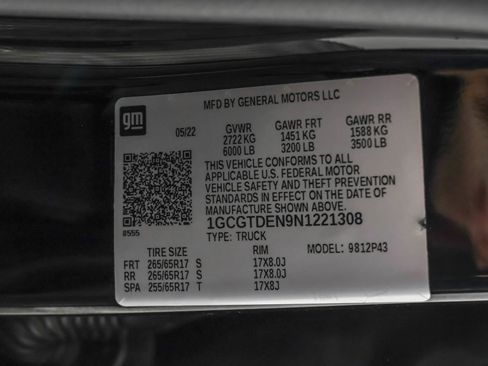 MFD BY GENERAL MOTORS LLC
gm
05/22 GVWR GAWR FRT GAWR RR
2722 KG 1451 KG 1588 KG
6000 LB 3200 LB 3500 LB
THIS VEHICLE CONFORMS TO ALL
APPLICABLE U.S. FEDERAL MOTOR
VEHICLE SAFETY AND THEFT PREVENTION
STANDARDS IN EFFECT ON THE DATE OF
MANUFACTURE SHOWN ABOVE.
1GCGTDEN9N1221308
#555 TYPE: TRUCK MODEL: 9812P43
TIRE SIZE RIM
FRT 265/65R17 S 17X8.0J
RR 265/65R17 S 17X8.0J
SPA 255/65R17 T 17X8J